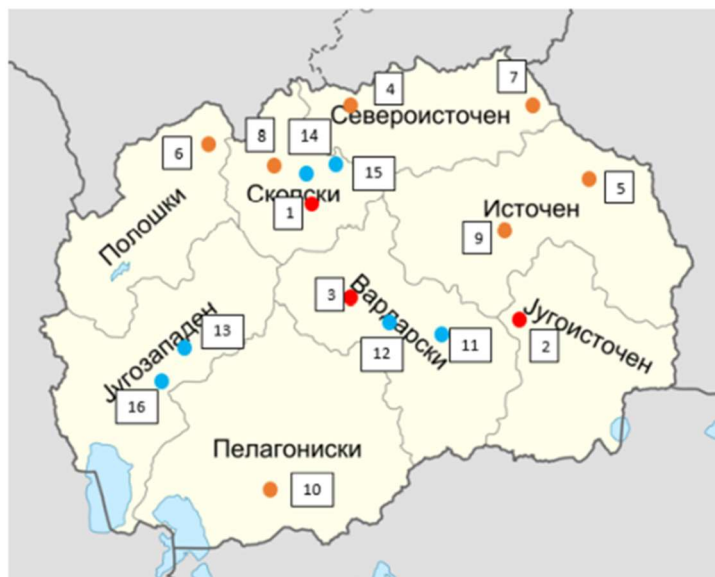 7
4
Североисточен
8
14
6
15
Скопски
5
1
Источен
Полошки
9
3
Вардарски
Југоисточен
Југозападен
13
12
11
2
16
Пелагониски
10